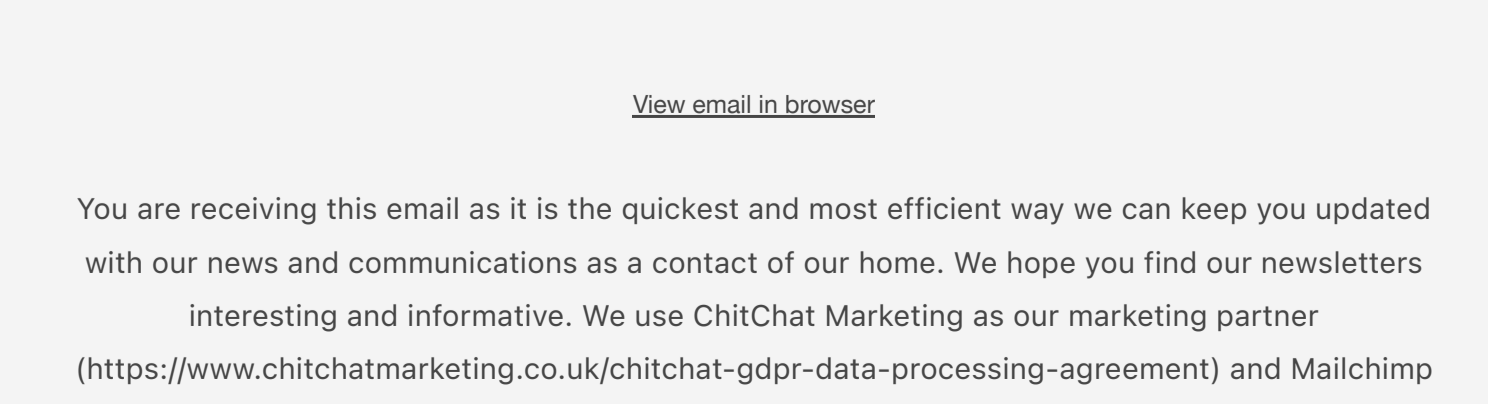 View email in browser
You are receiving this email as it is the quickest and most efficient way we can keep you updated
with our news and communications as a contact of our home. We hope you find our newsletters
interesting and informative. We use ChitChat Marketing as our marketing partner
(https://www.chitchatmarketing.co.uk/chitchat-gdpr-data-processing-agreement) and Mailchimp